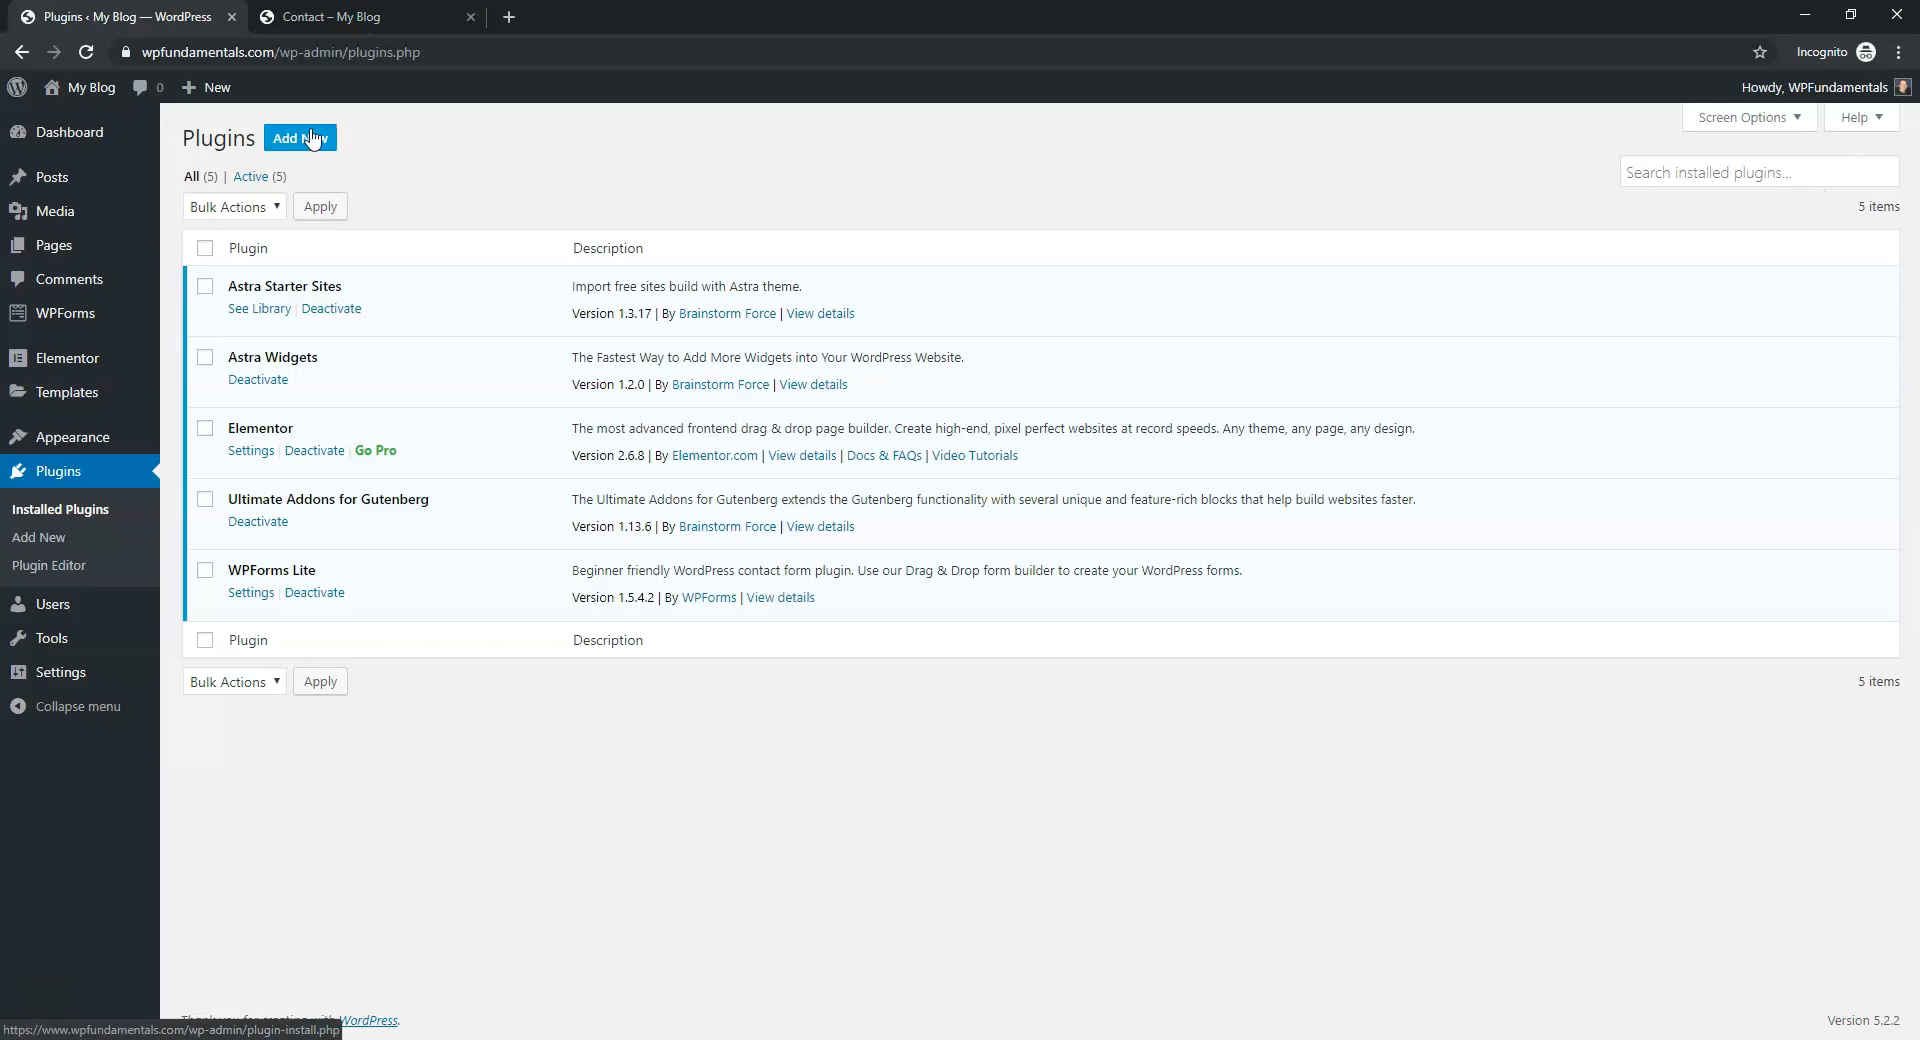 Plugins ‹ My Blog — WordPress
Contact – My Blog
wpfundamentals.com/wp-admin/plugins.php
Incognito
My Blog
0
New
Howdy, WPFundamentals
Dashboard
Posts
Media
Pages
Comments
WPForms
Elementor
Templates
Appearance
Plugins
Installed Plugins
Add New
Plugin Editor
Users
Tools
Settings
Collapse menu
Screen Options ▼
Help ▼
Plugins
Add New
All (5) | Active (5)
Search installed plugins...
Bulk Actions ▼
Apply
5 items
Plugin
Description
Astra Starter Sites
See Library | Deactivate
Import free sites build with Astra theme.
Version 1.3.17 | By Brainstorm Force | View details
Astra Widgets
Deactivate
The Fastest Way to Add More Widgets into Your WordPress Website.
Version 1.2.0 | By Brainstorm Force | View details
Elementor
Settings | Deactivate | Go Pro
The most advanced frontend drag & drop page builder. Create high-end, pixel perfect websites at record speeds. Any theme, any page, any design.
Version 2.6.8 | By Elementor.com | View details | Docs & FAQs | Video Tutorials
Ultimate Addons for Gutenberg
Deactivate
The Ultimate Addons for Gutenberg extends the Gutenberg functionality with several unique and feature-rich blocks that help build websites faster.
Version 1.13.6 | By Brainstorm Force | View details
WPForms Lite
Settings | Deactivate
Beginner friendly WordPress contact form plugin. Use our Drag & Drop form builder to create your WordPress forms.
Version 1.5.4.2 | By WPForms | View details
Plugin
Description
Bulk Actions ▼
Apply
5 items
Thank you for creating with WordPress.
Version 5.2.2
https://www.wpfundamentals.com/wp-admin/plugin-install.php